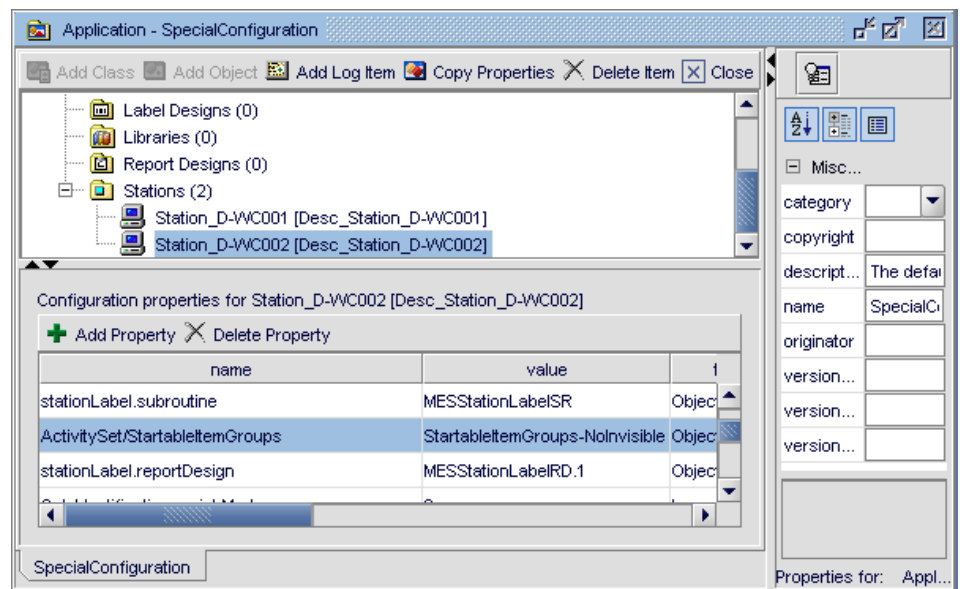 Application - SpecialConfiguration
Add Class Add Object Add Log Item Copy Properties Delete Item Close
Label Designs (0)
Libraries (0)
Report Designs (0)
Stations (2)
Station_D-WC001 [Desc_Station_D-WC001]
Station_D-WC002 [Desc_Station_D-WC002]
Configuration properties for Station_D-WC002 [Desc_Station_D-WC002]
Add Property Delete Property
name value
stationLabel.subroutine MESStationLabelSR Objec
ActivitySet/StartableItemGroups StartableItemGroups-NoInvisible Objec
stationLabel.reportDesign MESStationLabelRD.1 Objec
SpecialConfiguration
A Z
Misc...
category
copyright
descript... The defau
name SpecialC
originator
version...
version...
version...
Properties for: Appl...